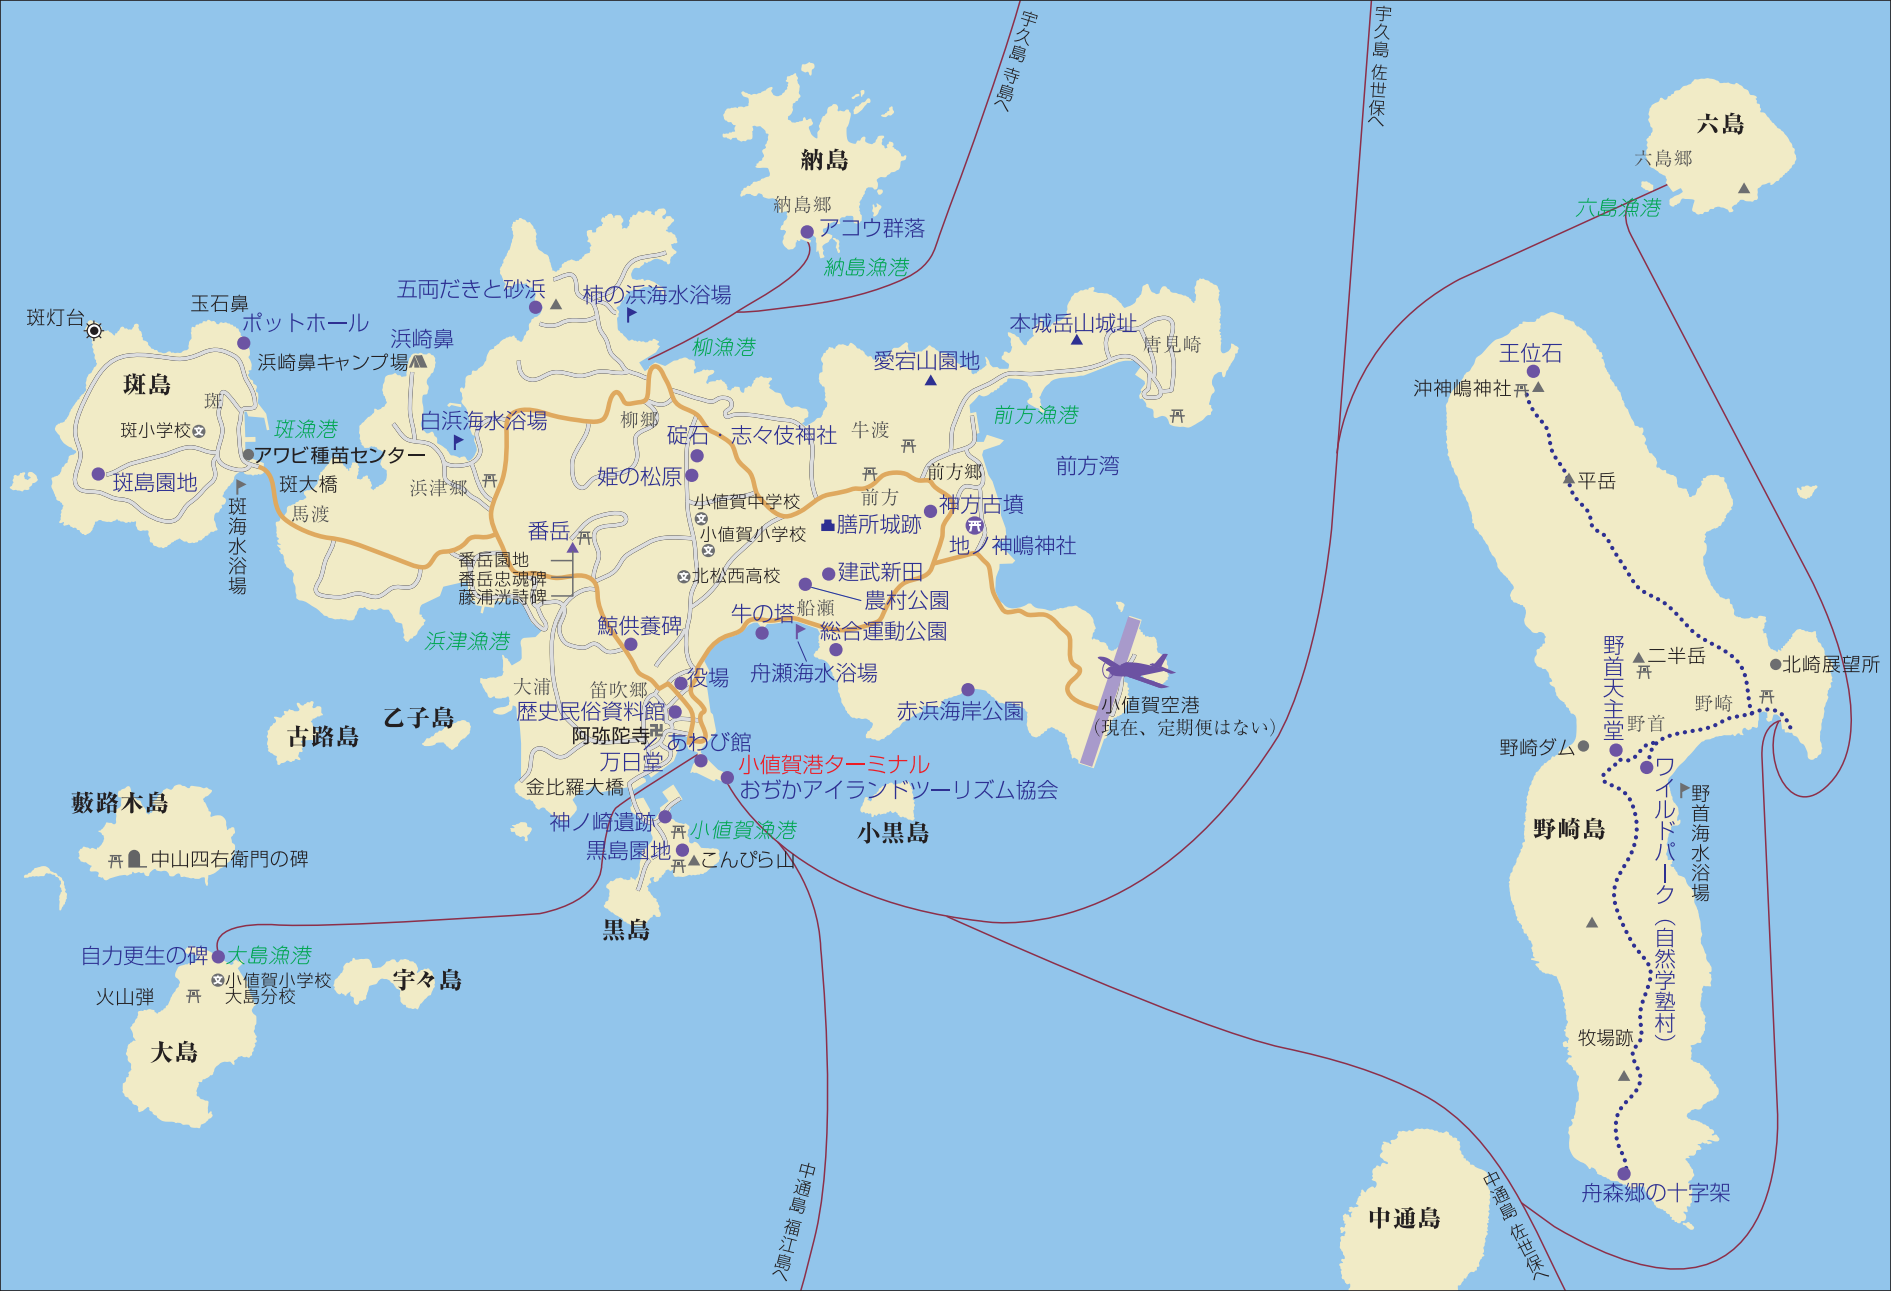 宇久島 寺島へ
宇久島 佐世保へ
六島
六島郷
六島漁港
納島
納島郷
アコウ群落
納島漁港
五両だきと砂浜
柿の浜海水浴場
斑灯台
玉石鼻
ポットホール
浜崎鼻
浜崎鼻キャンプ場
柳漁港
本城岳山城址
唐見崎
愛宕山園地
王位石
沖神嶋神社
斑島
斑
斑小学校
斑漁港
白浜海水浴場
柳郷
碇石・志々伎神社
牛渡
前方漁港
アワビ種苗センター
斑島園地
斑大橋
浜津郷
姫の松原
前方郷
前方湾
前方
平岳
斑海水浴場
馬渡
小値賀中学校
小値賀小学校
番岳
膳所城跡
神方古墳
地ノ神嶋神社
番岳園地
番岳忠魂碑
藤浦洸詩碑
北松西高校
建武新田
農村公園
牛の塔
船瀬
総合運動公園
鯨供養碑
浜津漁港
舟瀬海水浴場
野首天主堂
二半岳
北崎展望所
大浦
笛吹郷
役場
歴史民俗資料館
赤浜海岸公園
小値賀空港
(現在、定期便はない)
野崎
野首
古路島
乙子島
阿弥陀寺
あわび館
万日堂
小値賀港ターミナル
おぢかアイランドツーリズム協会
金比羅大橋
野崎ダム
ワイルドパーク（自然学塾村）
野首海水浴場
藪路木島
神ノ崎遺跡
小値賀漁港
小黒島
野崎島
中山四右衛門の碑
黒島園地
こんぴら山
黒島
自力更生の碑
大島漁港
小値賀小学校
大島分校
火山弾
宇々島
大島
牧場跡
中通島 福江島へ
中通島 佐世保へ
中通島
舟森郷の十字架